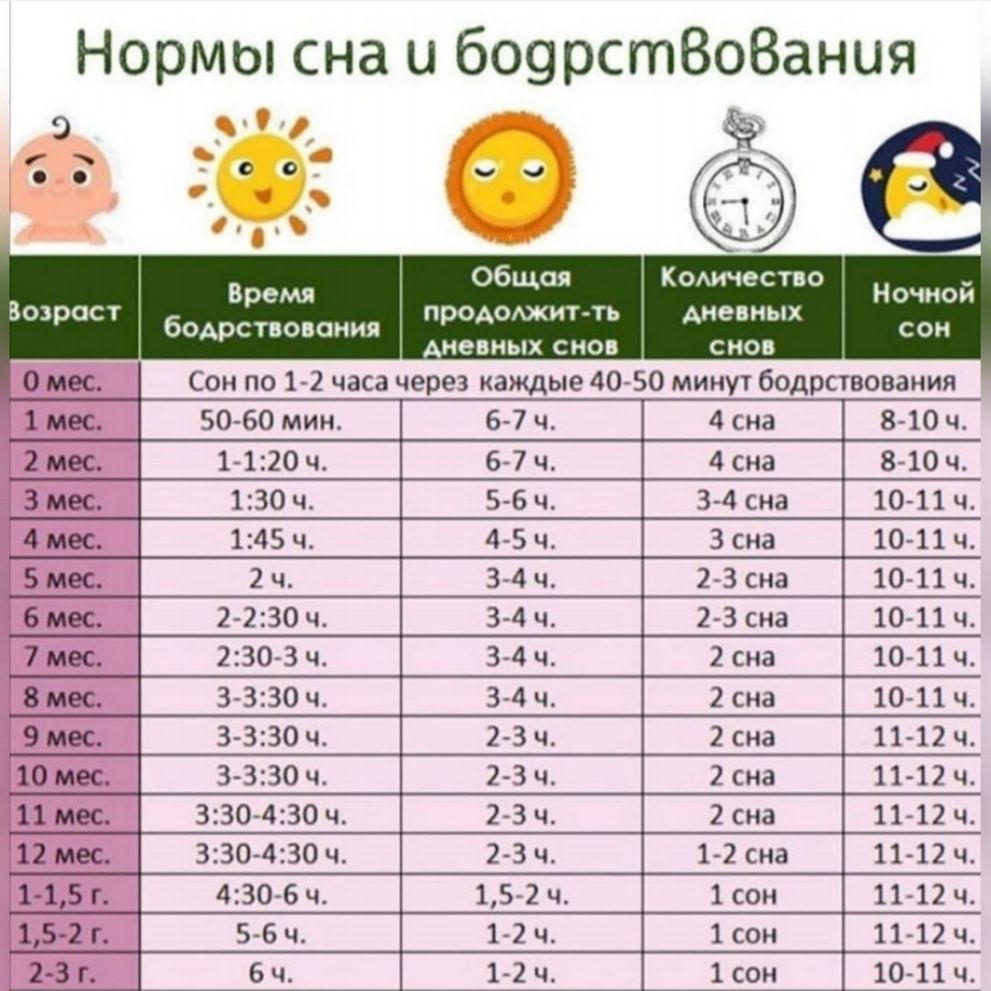 Нормы сна и бодрствования
Возраст
Время бодрствования
Общая продолжит-ть дневных снов
Количество дневных снов
Ночной сон
0 мес. Сон по 1-2 часа через каждые 40-50 минут бодрствования
1 мес. 50-60 мин. 6-7 ч. 4 сна 8-10 ч.
2 мес. 1-1:20 ч. 6-7 ч. 4 сна 8-10 ч.
3 мес. 1:30 ч. 5-6 ч. 3-4 сна 10-11 ч.
4 мес. 1:45 ч. 4-5 ч. 3 сна 10-11 ч.
5 мес. 2 ч. 3-4 ч. 2-3 сна 10-11 ч.
6 мес. 2-2:30 ч. 3-4 ч. 2-3 сна 10-11 ч.
7 мес. 2:30-3 ч. 3-4 ч. 2 сна 10-11 ч.
8 мес. 3-3:30 ч. 3-4 ч. 2 сна 10-11 ч.
9 мес. 3-3:30 ч. 2-3 ч. 2 сна 11-12 ч.
10 мес. 3-3:30 ч. 2-3 ч. 2 сна 11-12 ч.
11 мес. 3:30-4:30 ч. 2-3 ч. 2 сна 11-12 ч.
12 мес. 3:30-4:30 ч. 2-3 ч. 1-2 сна 11-12 ч.
1-1,5 г. 4:30-6 ч. 1,5-2 ч. 1 сон 11-12 ч.
1,5-2 г. 5-6 ч. 1-2 ч. 1 сон 11-12 ч.
2-3 г. 6 ч. 1-2 ч. 1 сон 10-11 ч.